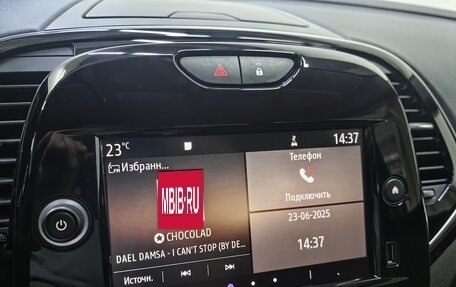 23°C
14:37
Избранн...
Телефон
MBIB.RU
Подключить
CHOCOLAD
23-06-2025
DAEL DAMSA - I CAN'T STOP (BY DE...
14:37
Источн.